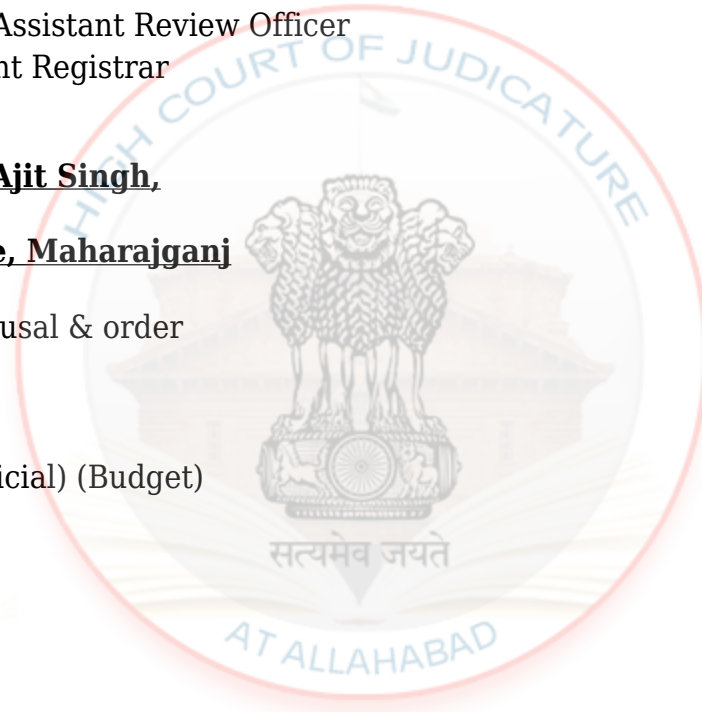 Assistant Review Officer
nt Registrar
HIGH COURT OF JUDICATURE
Ajit Singh,
e, Maharajganj
usal & order
icial) (Budget)
सत्यमेव जयते
AT ALLAHABAD